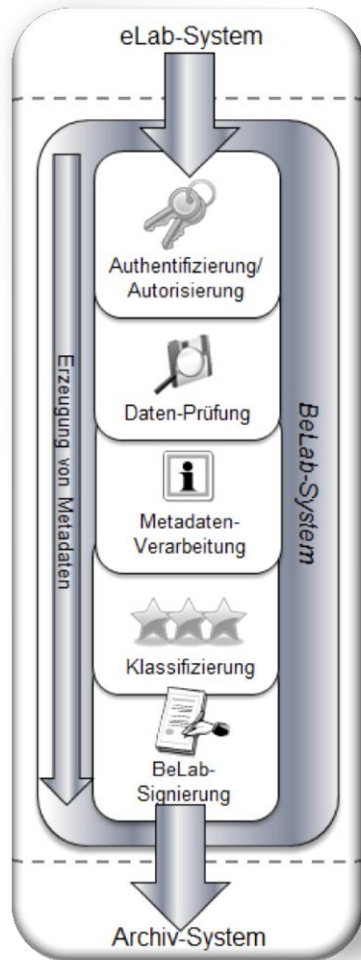 eLab-System
Authentifizierung/
Autorisierung
Daten-Prüfung
Metadaten-
Verarbeitung
Klassifizierung
BeLab-
Signierung
Erzeugung von Metadaten
BeLab-System
Archiv-System